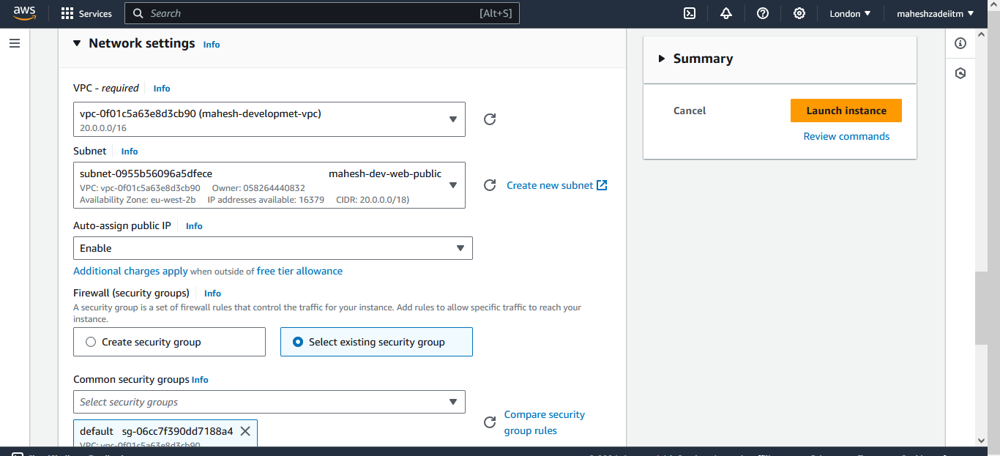 aws
Services
Search
[Alt+S]
London
maheshzadeiitm
Network settings Info
VPC - required Info
vpc-0f01c5a63e8d3cb90 (mahesh-developmet-vpc)
20.0.0.0/16
Subnet Info
subnet-0955b56096a5dfece mahesh-dev-web-public
VPC: vpc-0f01c5a63e8d3cb90 Owner: 058264440832
Availability Zone: eu-west-2b IP addresses available: 16379 CIDR: 20.0.0.0/18)
Create new subnet
Auto-assign public IP Info
Enable
Additional charges apply when outside of free tier allowance
Firewall (security groups) Info
A security group is a set of firewall rules that control the traffic for your instance. Add rules to allow specific traffic to reach your
instance.
Create security group
Select existing security group
Common security groups Info
Select security groups
default sg-06cc7f390dd7188a4
VPC: vpc-0f01c5a63e8d3cb90
Compare security
group rules
Summary
Cancel
Launch instance
Review commands